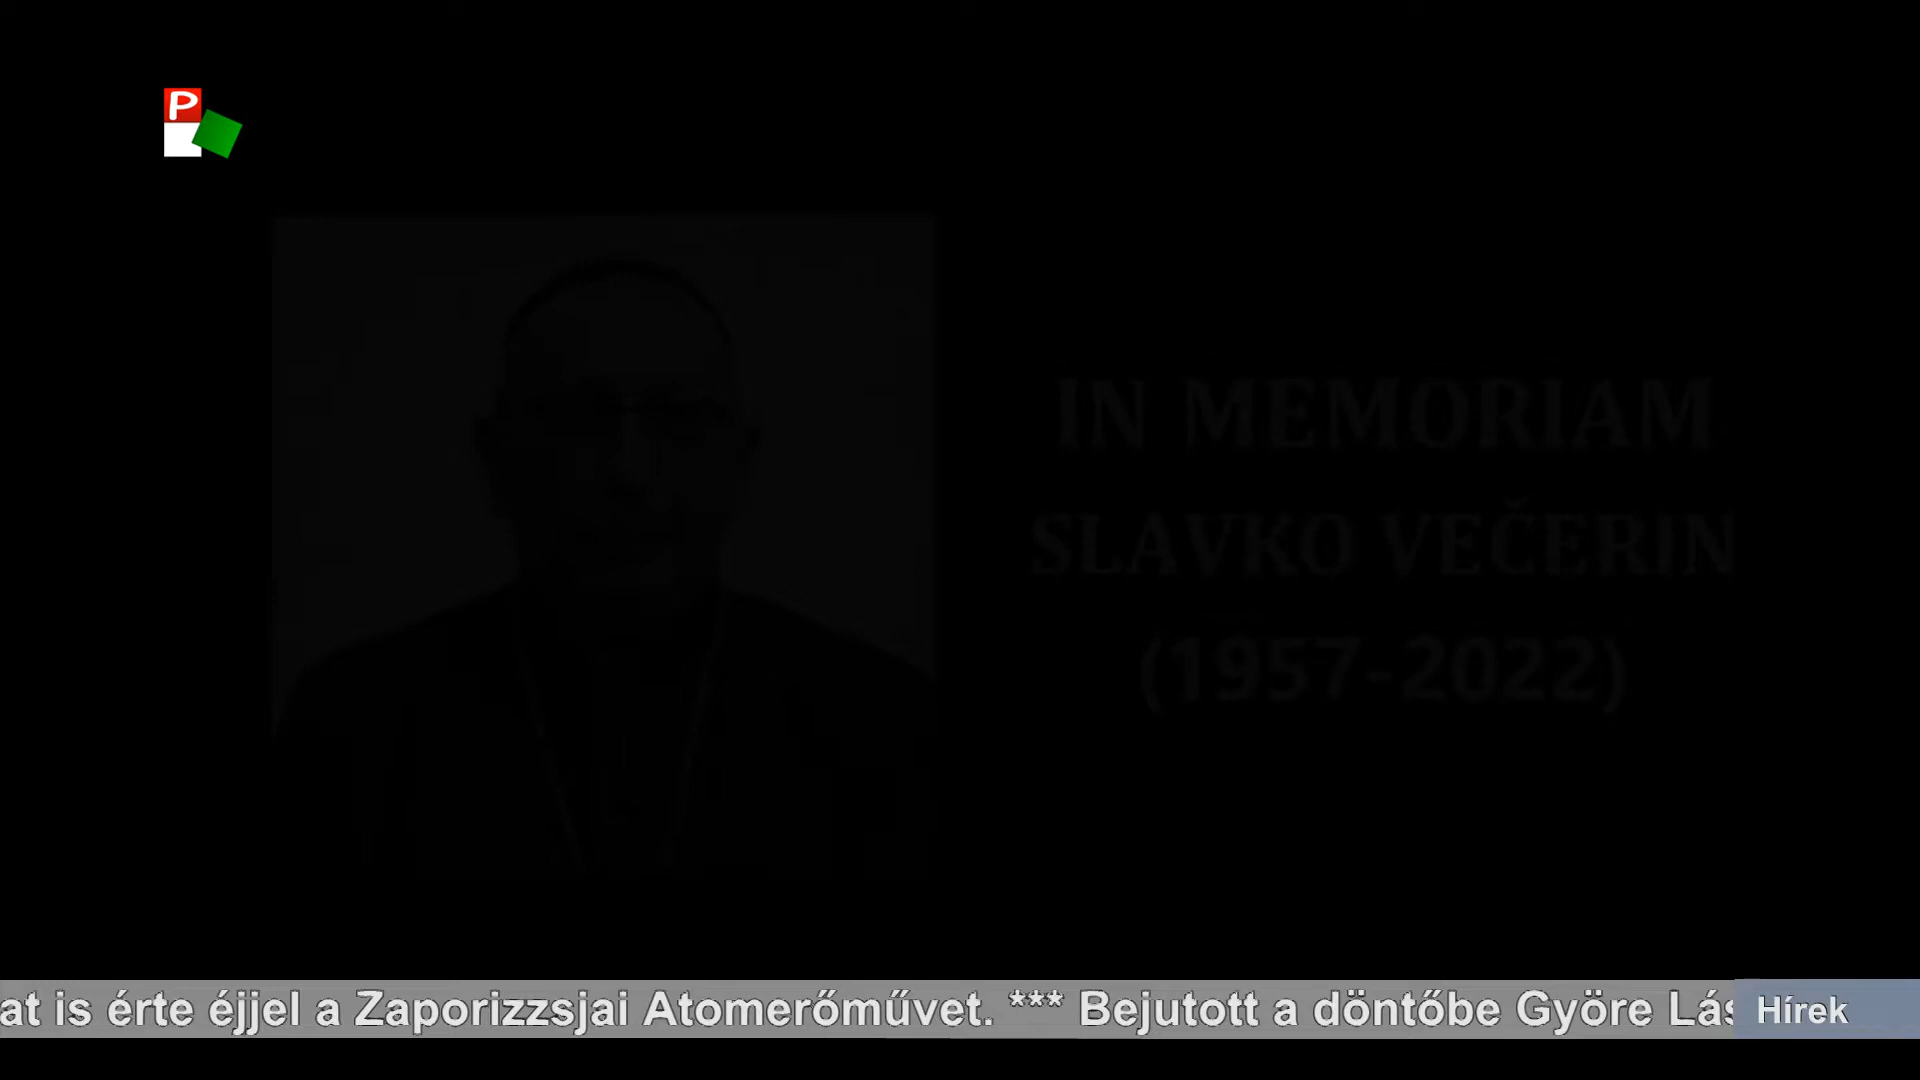 P
IN MEMORIAM
SLAVKO VEČERIN
(1957-2022)
at is érte éjjel a Zaporizzsjai Atomerőművet. *** Bejutott a döntőbe Györe Lás
Hírek